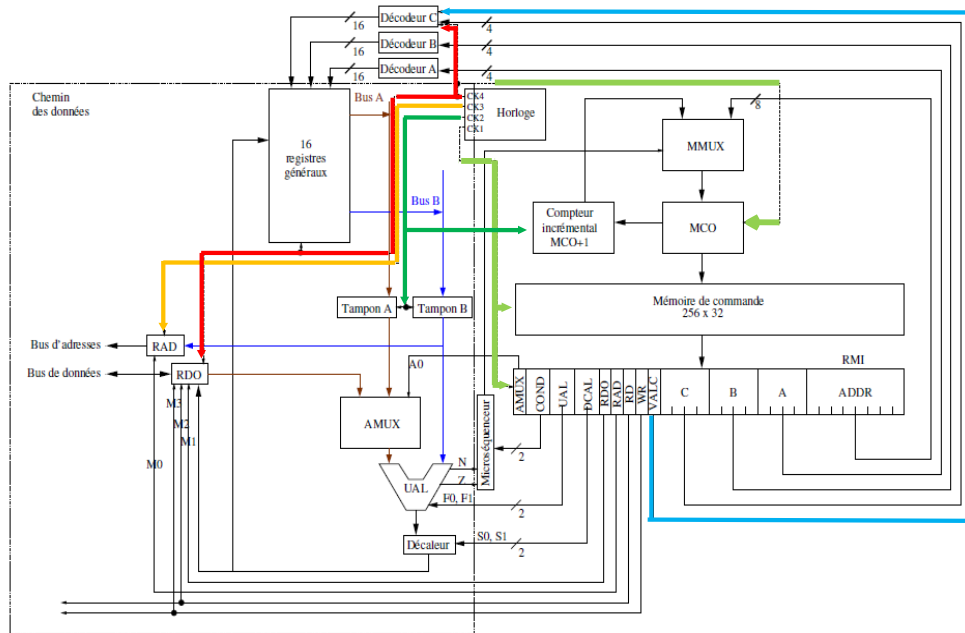 Décodeur C
16
4
Décodeur B
16
4
Décodeur A
16
4
Chemin
des données
Bus A
CK4
CK3
CK2
CK1
Horloge
8
MMUX
16
registres
généraux
Bus B
Compteur
incrémental
MCO+1
MCO
Tampon A
Tampon B
Mémoire de commande
256 x 32
Bus d'adresses
RAD
RMI
Bus de données
RDO
A0
AMUX
COND
UAL
DCAL
RDO
RAD
RD
WR
VALC
C
B
A
ADDR
M3
M2
M1
M0
AMUX
Microséquenceur
2
N
Z
UAL
F0, F1
2
Décaleur
S0, S1
2